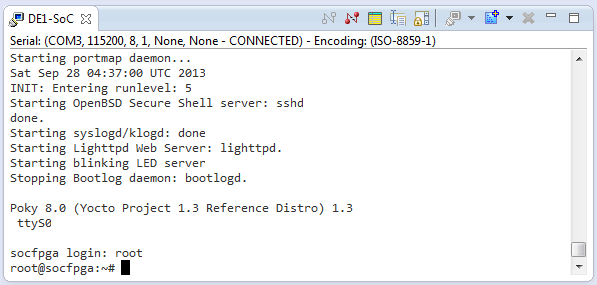 DE1-SoC
Serial: (COM3, 115200, 8, 1, None, None - CONNECTED) - Encoding: (ISO-8859-1)
Starting portmap daemon...
Sat Sep 28 04:37:00 UTC 2013
INIT: Entering runlevel: 5
Starting OpenBSD Secure Shell server: sshd
done.
Starting syslogd/klogd: done
Starting Lighttpd Web Server: lighttpd.
Starting blinking LED server
Stopping Bootlog daemon: bootlogd.
Poky 8.0 (Yocto Project 1.3 Reference Distro) 1.3
ttyS0
socfpga login: root
root@socfpga:~#